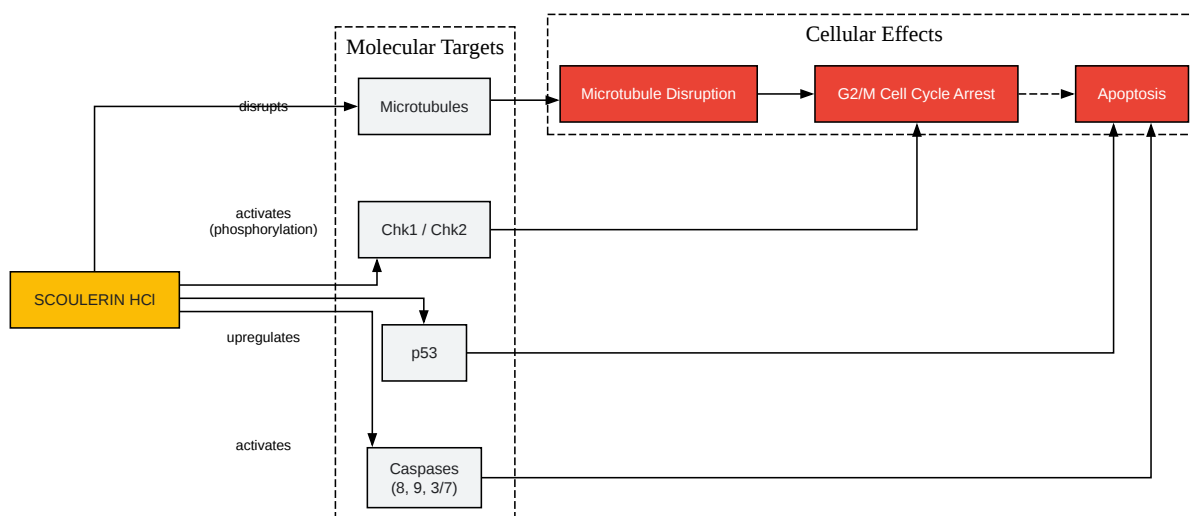 Cellular Effects
Molecular Targets
Microtubule Disruption
G2/M Cell Cycle Arrest
Apoptosis
disrupts
Microtubules
activates
(phosphorylation)
Chk1 / Chk2
SCOULERIN HCl
upregulates
p53
activates
Caspases
(8, 9, 3/7)